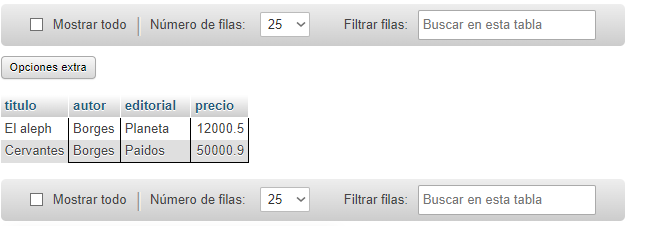 Mostrar todo Número de filas: 25 Filtrar filas: Buscar en esta tabla
Opciones extra
titulo autor editorial precio
El aleph Borges Planeta 12000.5
Cervantes Borges Paidos 50000.9
Mostrar todo Número de filas: 25 Filtrar filas: Buscar en esta tabla